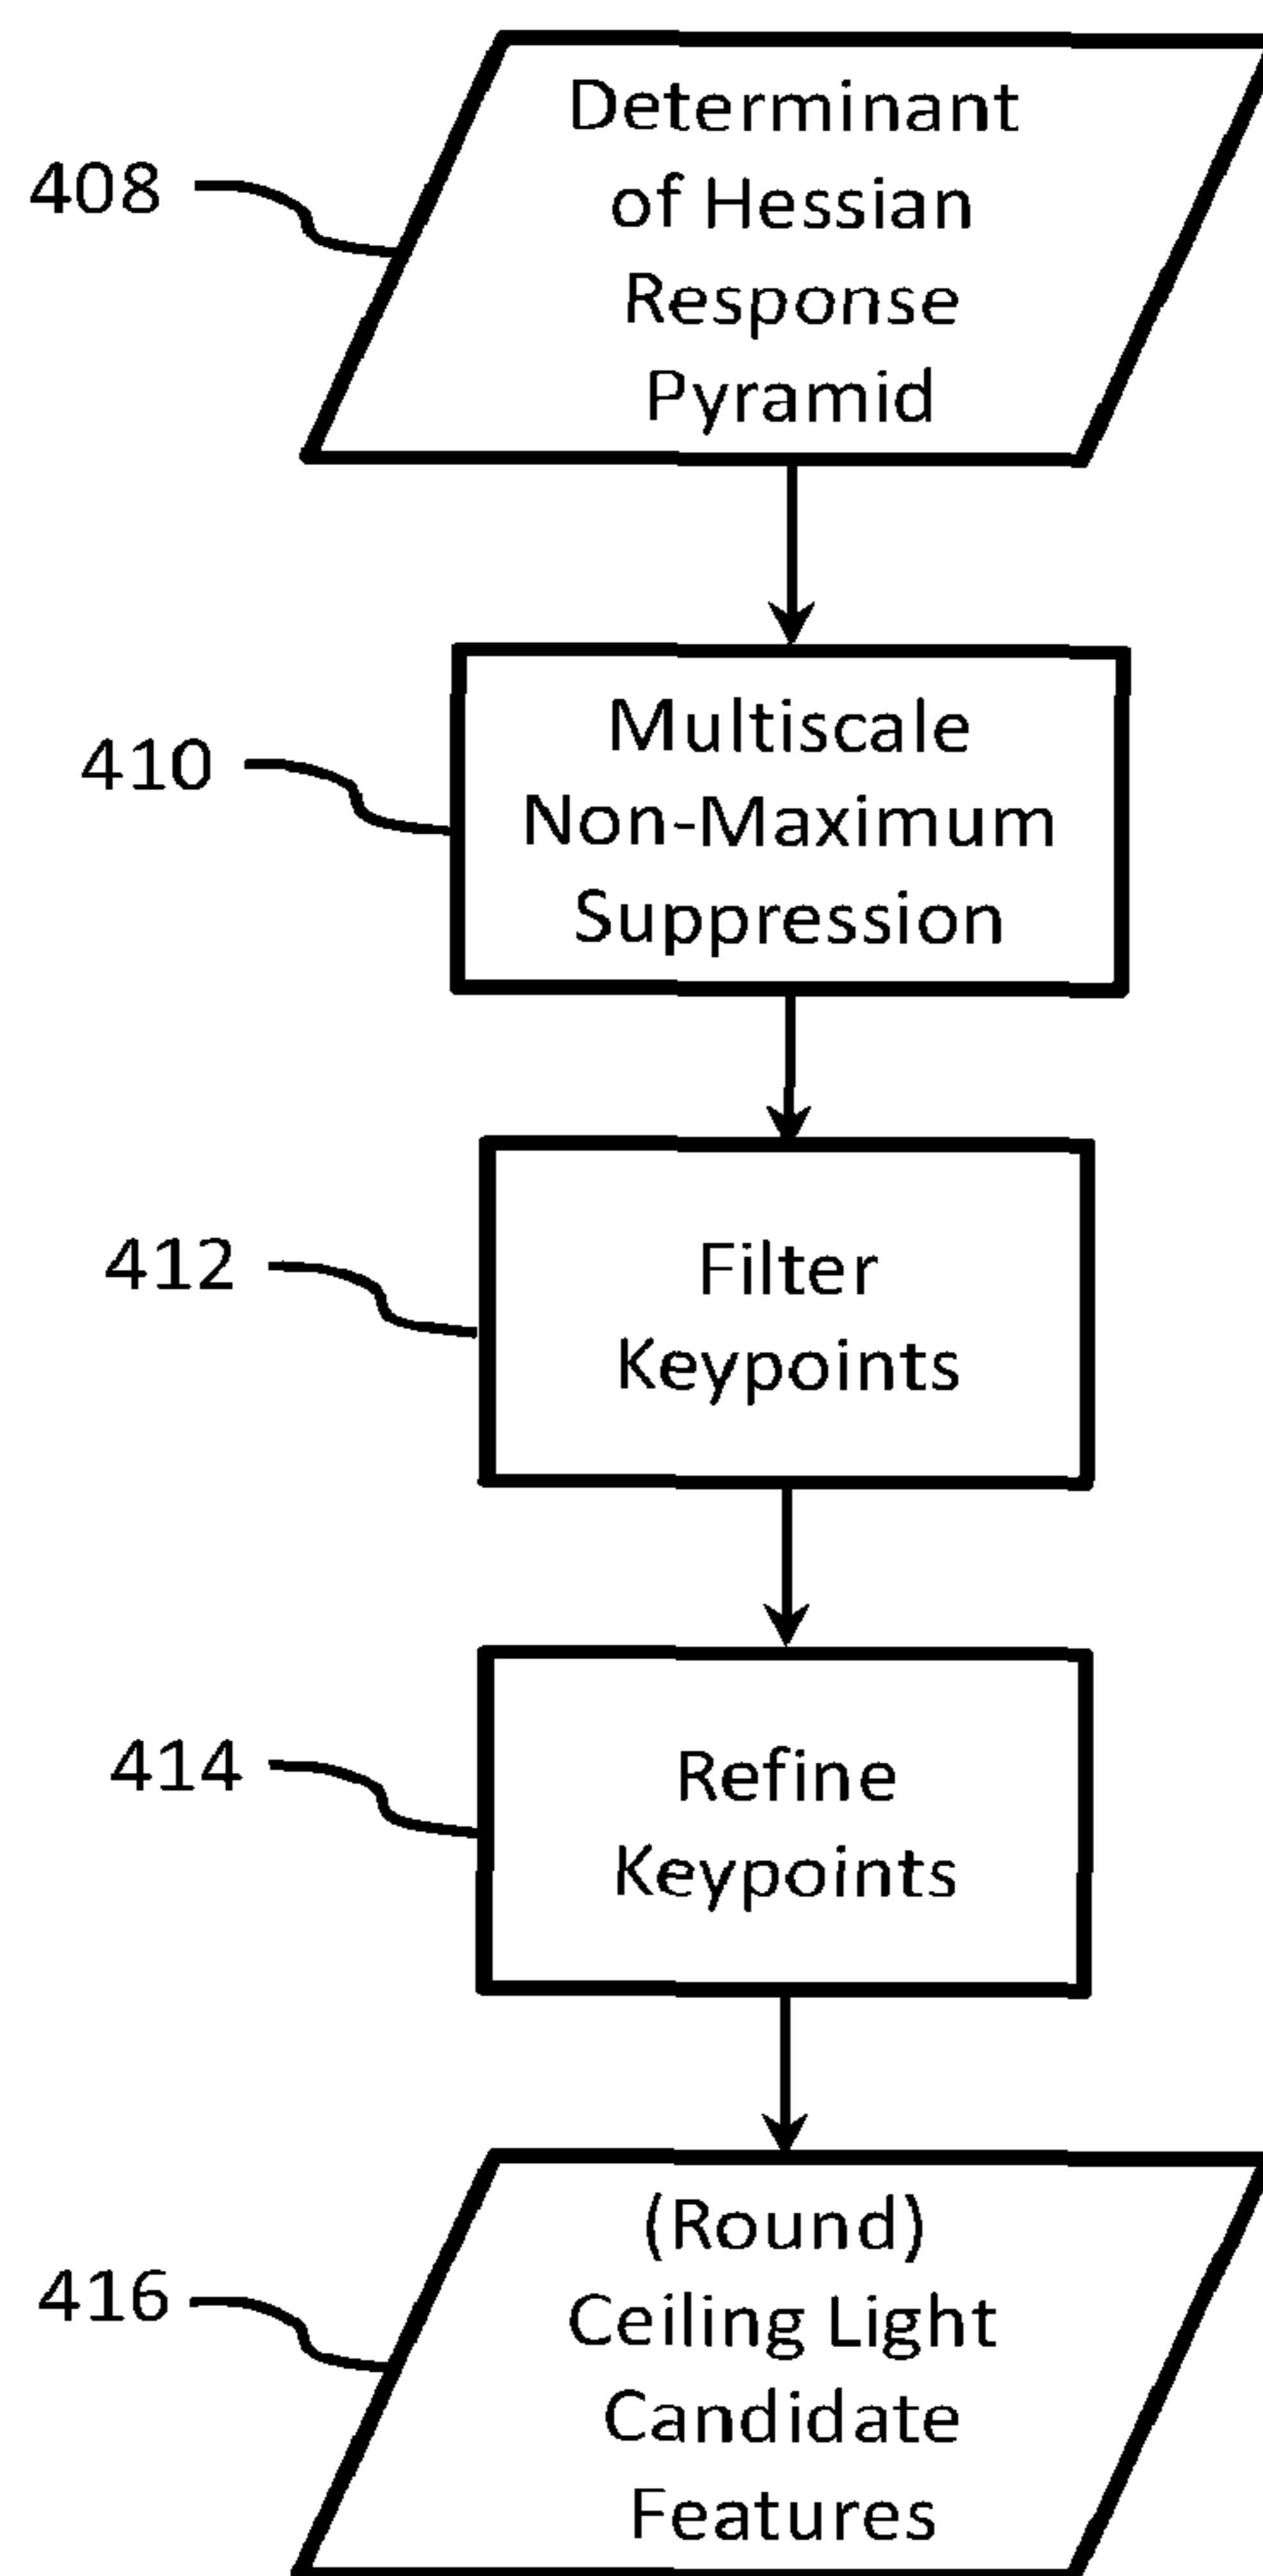 Determinant
408
of Hessian
Response
Pyramid
Multiscale
410
Non-Maximum
Suppression
412
Filter
Keypoints
414
Refine
Keypoints
(Round)
416
Ceiling Light
Candidate
Features